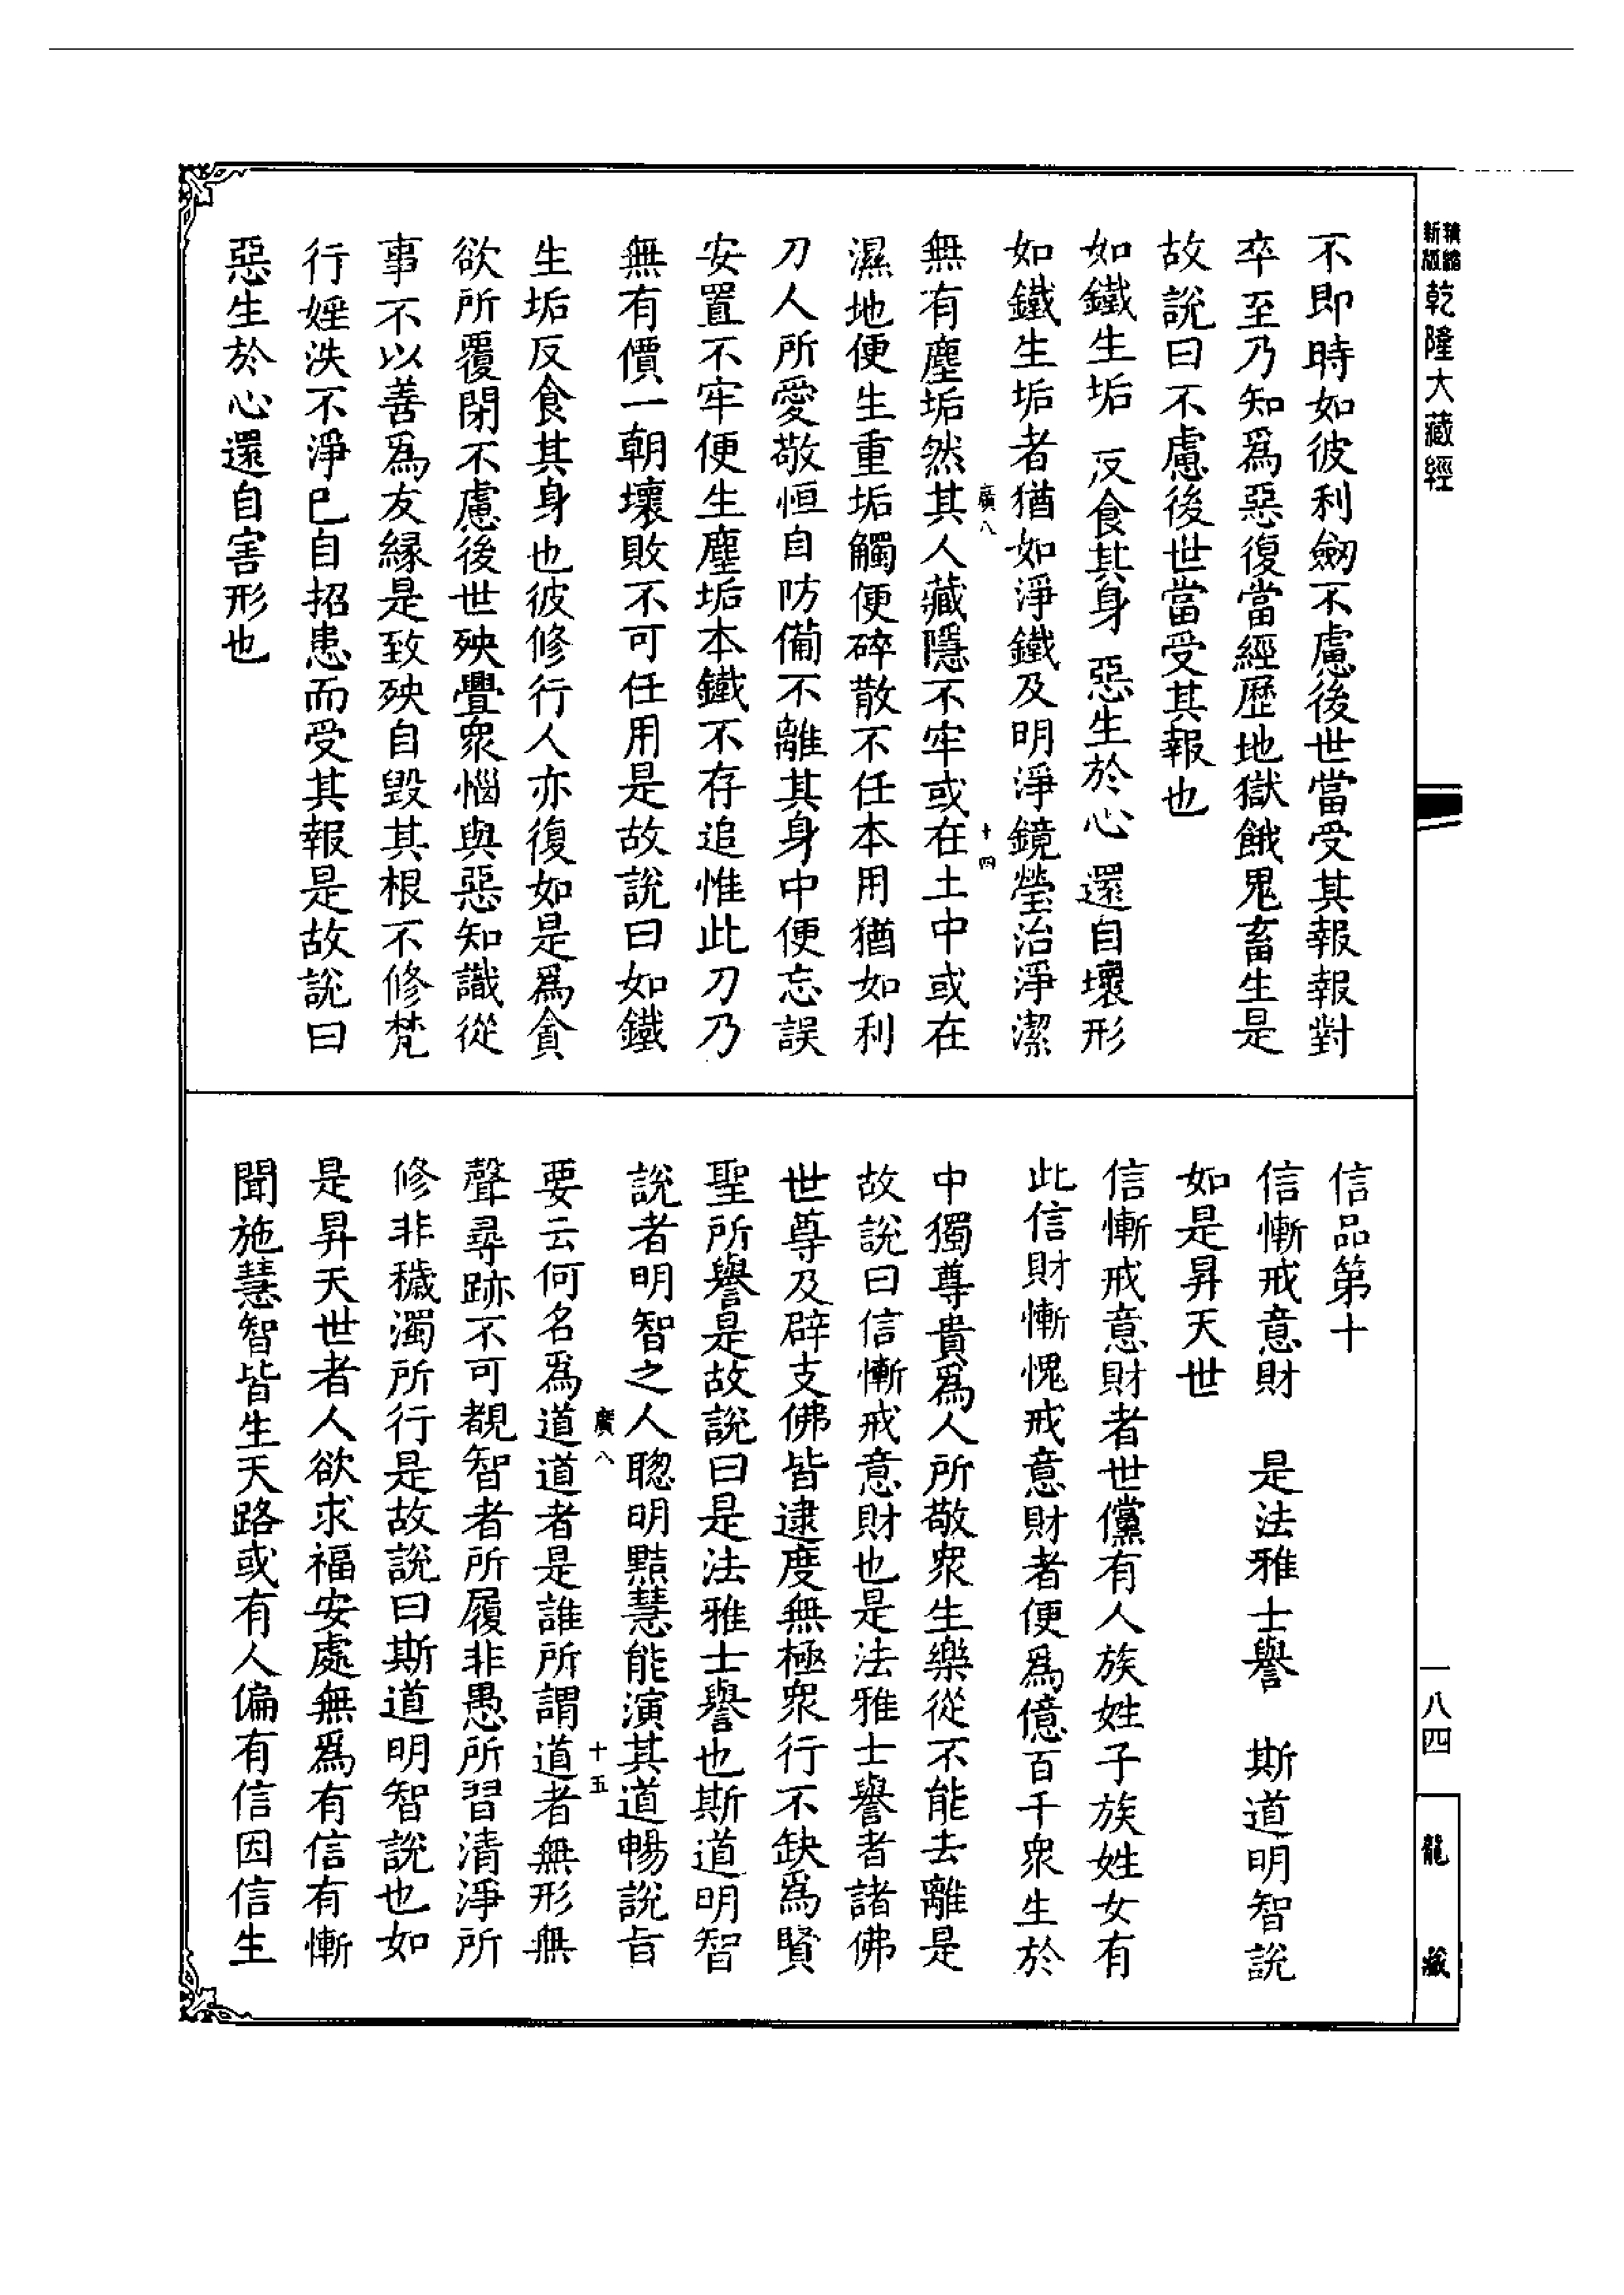 精縮新版乾隆大藏經
不即時如彼利劒不慮後世當受其報報對
卒至乃知爲惡復當經歷地獄餓鬼畜生是
故說曰不慮後世當受其報也
如鐵生垢 反食其身 惡生於心 還自壞形
如鐵生垢者猶如淨鐵及明淨鏡瑩治淨潔
廣八 十四
無有塵垢然其人藏隱不牢或在土中或在
濕地便生重垢觸便碎散不任本用猶如利
刀人所愛敬恒自防備不離其身中便忘誤
安置不牢便生塵垢本鐵不存追惟此刀乃
無有價一朝壞敗不可任用是故說曰如鐵
生垢反食其身也彼修行人亦復如是爲貪
欲所覆閉不慮後世殃舋衆惱與惡知識從
事不以善爲友緣是致殃自毀其根不修梵
行婬泆不淨已自招患而受其報是故說曰
惡生於心還自害形也
信品第十
信慚戒意財 是法雅士譽 斯道明智說
如是昇天世
信慚戒意財者世儻有人族姓子族姓女有
此信財慚愧戒意財者便爲億百千衆生於
中獨尊貴爲人所敬衆生樂從不能去離是
故說曰信慚戒意財也是法雅士譽者諸佛
世尊及辟支佛皆逮度無極衆行不缺爲賢
聖所譽是故說曰是法雅士譽也斯道明智
說者明智之人聰明黠慧能演其道暢說旨
廣八 十五
要云何名爲道道者是誰所謂道者無形無
聲尋跡不可覩智者所履非愚所習清淨所
修非穢濁所行是故說曰斯道明智說也如
是昇天世者人欲求福安處無爲有信有慚
聞施慧智皆生天路或有人偏有信因信生
一八四
龍藏